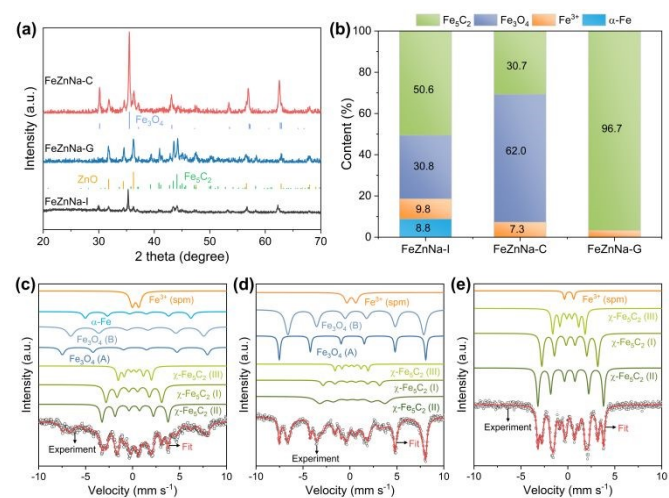 (a)
Intensity (a.u.)
FeZnNa-C
Fe₃O₄
FeZnNa-G
ZnO
Fe₅C₂
FeZnNa-I
20 30 40 50 60 70
2 theta (degree)
(b)
Fe₅C₂ Fe₃O₄ Fe³⁺ α-Fe
Content (%)
100
80
60
40
20
0
50.6
30.8
9.8
8.8
30.7
62.0
7.3
96.7
FeZnNa-I FeZnNa-C FeZnNa-G
(c)
Intensity (a.u.)
Fe³⁺ (spm)
α-Fe
Fe₃O₄ (B)
Fe₃O₄ (A)
χ-Fe₅C₂ (III)
χ-Fe₅C₂ (I)
χ-Fe₅C₂ (II)
Experiment
Fit
-10 -5 0 5 10
Velocity (mm s⁻¹)
(d)
Intensity (a.u.)
Fe³⁺ (spm)
Fe₃O₄ (B)
Fe₃O₄ (A)
χ-Fe₅C₂ (III)
χ-Fe₅C₂ (I)
χ-Fe₅C₂ (II)
Experiment
Fit
-10 -5 0 5 10
Velocity (mm s⁻¹)
(e)
Intensity (a.u.)
Fe³⁺ (spm)
χ-Fe₅C₂ (III)
χ-Fe₅C₂ (I)
χ-Fe₅C₂ (II)
Experiment
Fit
-10 -5 0 5 10
Velocity (mm s⁻¹)